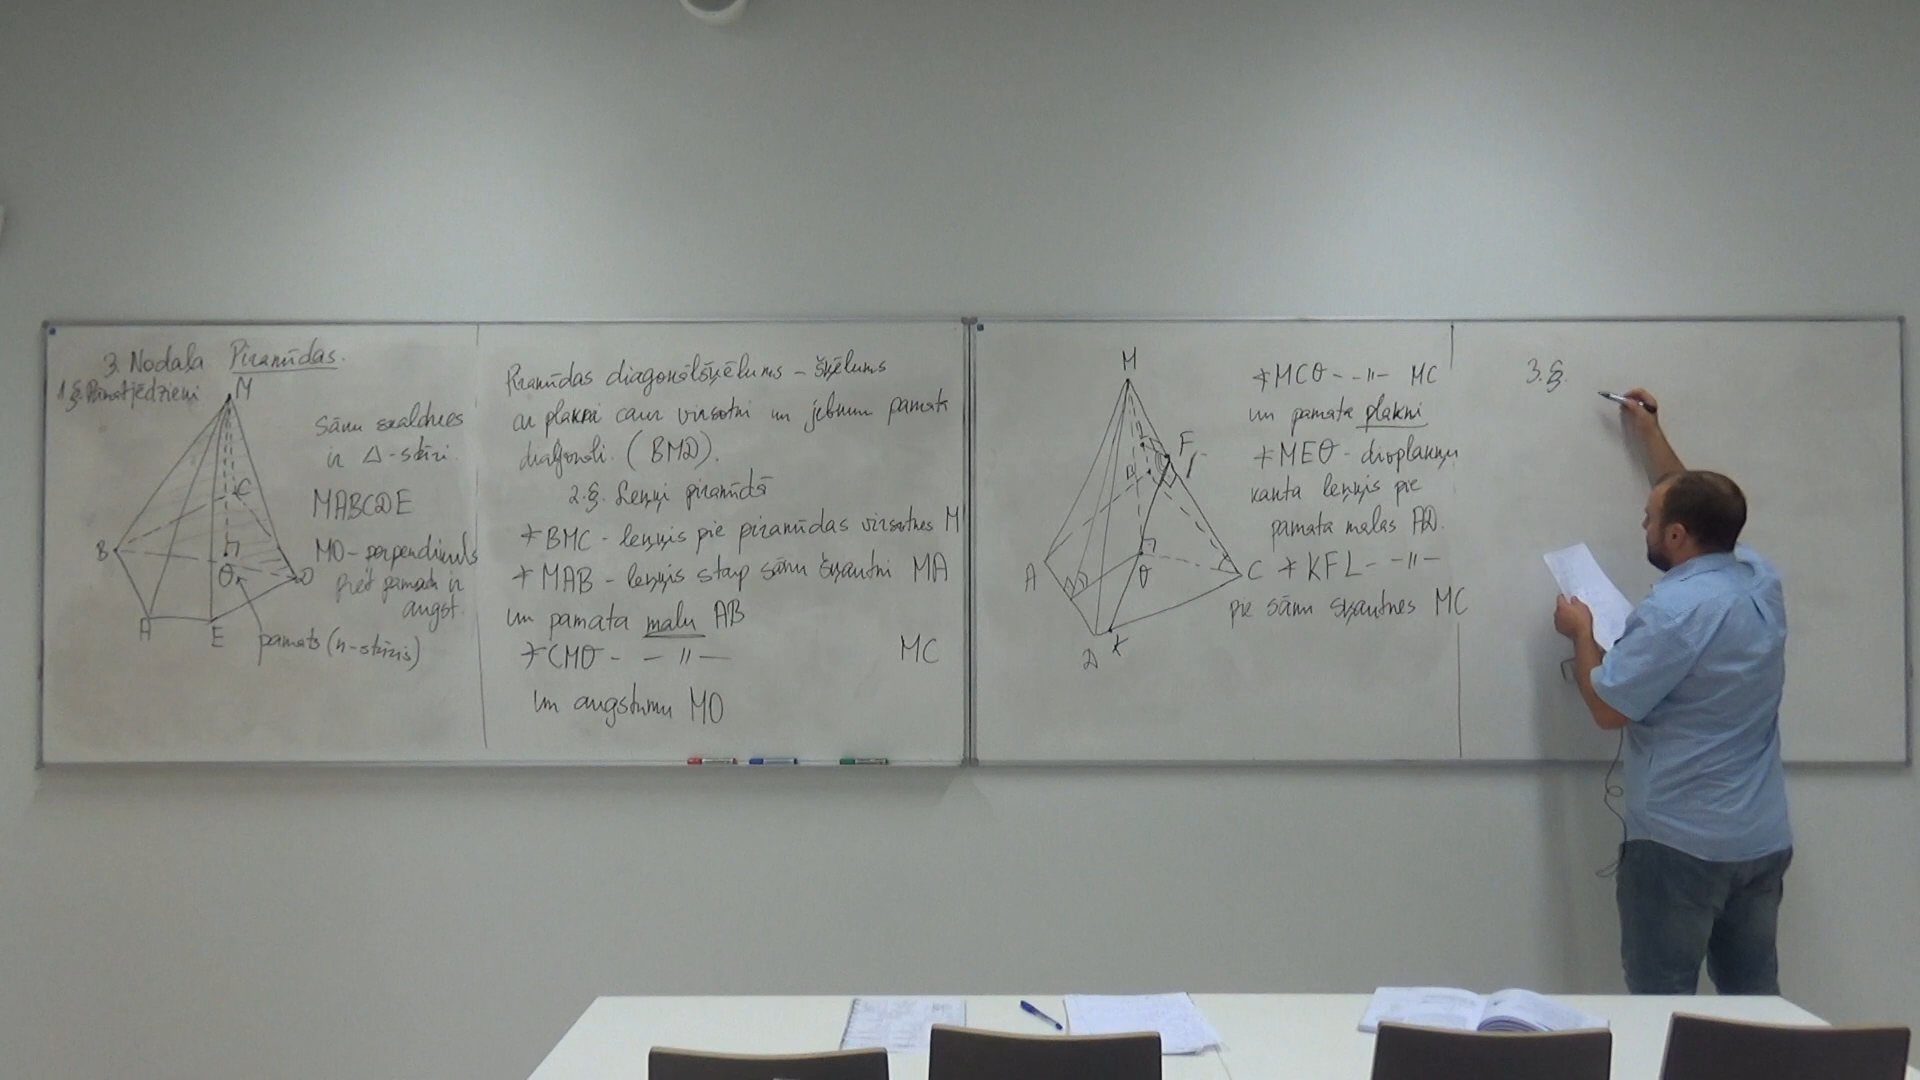 3. Nodaļa Piramīdas.
1.§. Pamatjēdzieni
M
Sānu skaldnes
ir Δ-stūri.
MABCDE
MO - perpendikuls
pret pamatu ir
augst.
C
B
O
D
A
E
pamats (n-stūris)
Piramīdas diagonālšķēlums - šķēlums
ar plakni caur virsotni un jebkuru pamata
diagonāli. (BMD).
2.§. Leņķi piramīdā
∢BMC - leņķis pie piramīdas virsotnes M
∢MAB - leņķis starp sānu šķautni MA
un pamata malu AB
∢CMO - -〃 - MC
un augstumu MO
M
F
A
O
C
D
K
∢MCO - - 〃 - MC
un pamata plakni
∢MEO - divplakņu
kakta leņķis pie
pamata malas AD.
∢KFL - - 〃 -
pie sānu šķautnes MC
3.§.